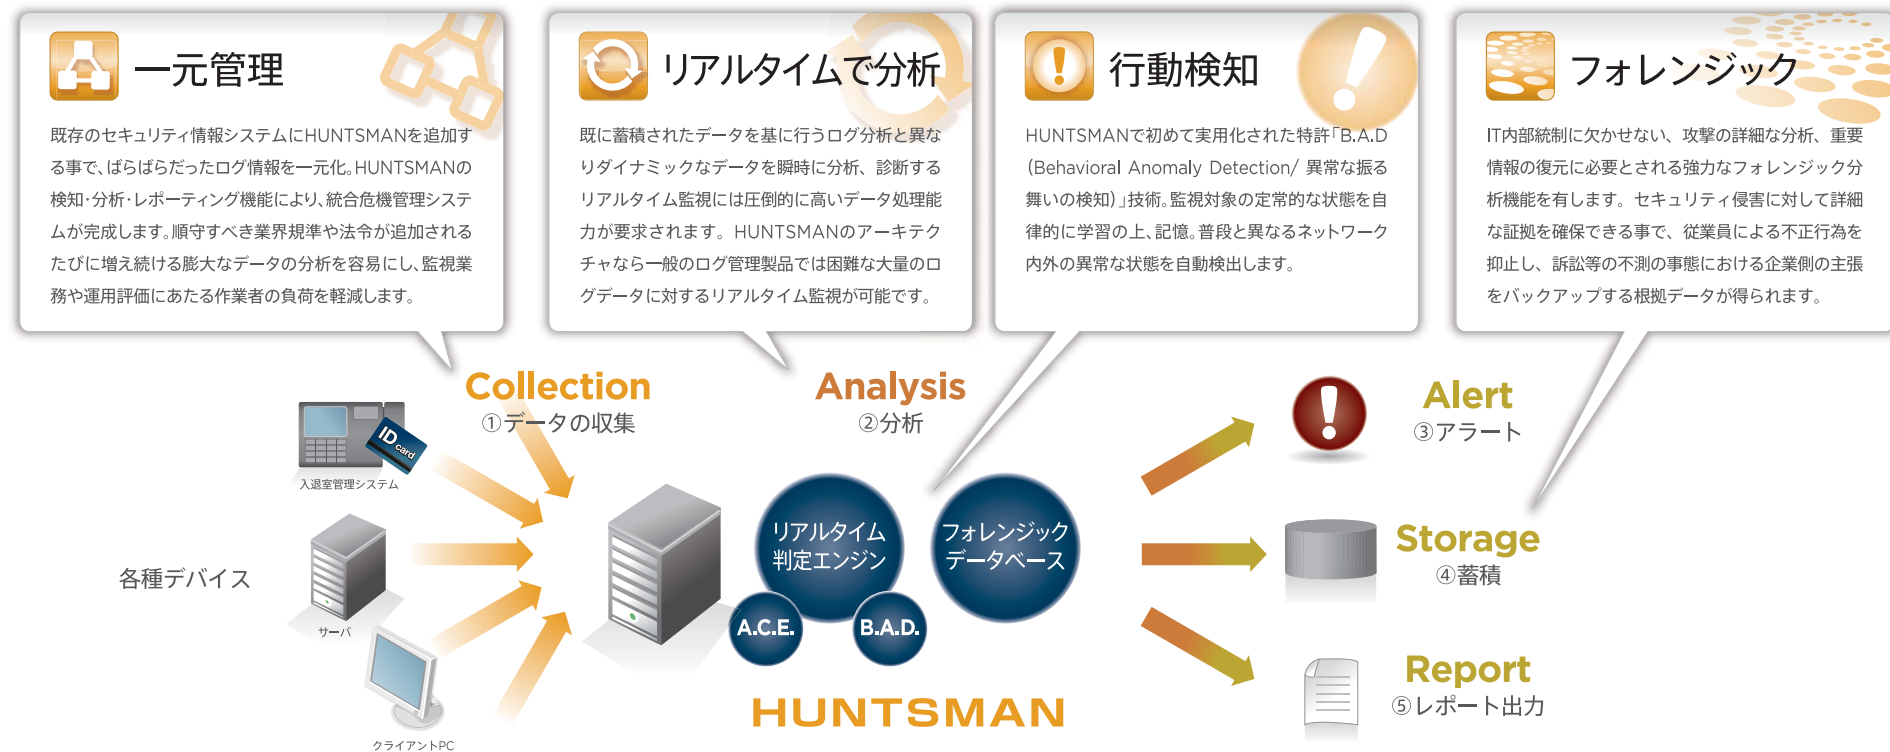 一元管理
既存のセキュリティ情報システムにHUNTSMANを追加す
る事で、ばらばらだったログ情報を一元化。HUNTSMANの
検知・分析・レポーティング機能により、統合危機管理システ
ムが完成します。順守すべき業界規準や法令が追加される
たびに増え続ける膨大なデータの分析を容易にし、監視業
務や運用評価にあたる作業者の負荷を軽減します。
リアルタイムで分析
既に蓄積されたデータを基に行うログ分析と異な
りダイナミックなデータを瞬時に分析、診断する
リアルタイム監視には圧倒的に高いデータ処理能
力が要求されます。HUNTSMANのアーキテク
チャなら一般のログ管理製品では困難な大量のロ
グデータに対するリアルタイム監視が可能です。
行動検知
HUNTSMANで初めて実用化された特許「B.A.D
（Behavioral Anomaly Detection/ 異常な振る
舞いの検知）」技術。監視対象の定常的な状態を自
律的に学習の上、記憶。普段と異なるネットワーク
内外の異常な状態を自動検出します。
フォレンジック
IT内部統制に欠かせない、攻撃の詳細な分析、重要
情報の復元に必要とされる強力なフォレンジック分
析機能を有します。セキュリティ侵害に対して詳細
な証拠を確保できる事で、従業員による不正行為を
抑止し、訴訟等の不測の事態における企業側の主張
をバックアップする根拠データが得られます。
Collection
①データの収集
Analysis
②分析
Alert
③アラート
ID card
入退室管理システム
リアルタイム
判定エンジン
フォレンジック
データベース
Storage
④蓄積
各種デバイス
サーバ
A.C.E.
B.A.D.
Report
⑤レポート出力
HUNTSMAN
クライアントPC